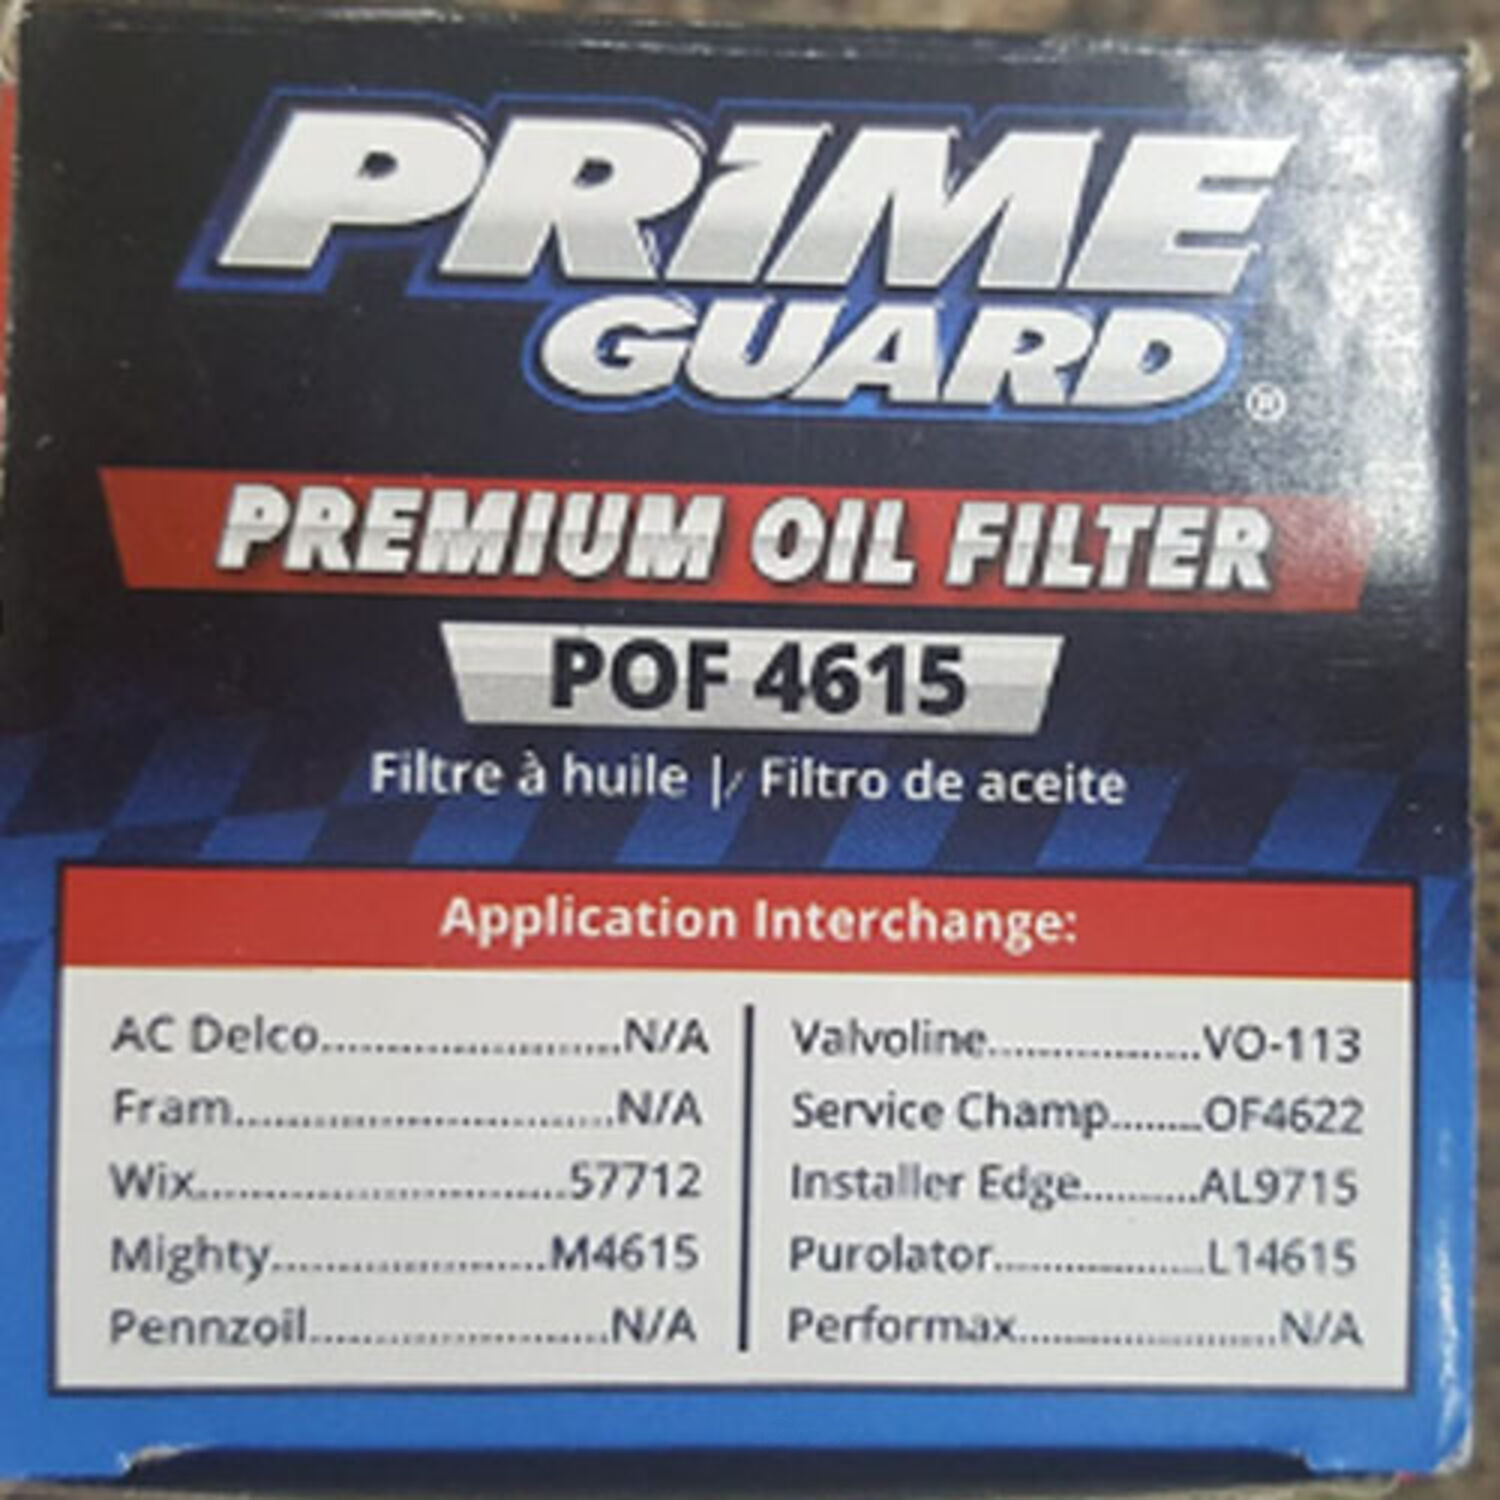 PRIME
GUARD®
PREMIUM OIL FILTER
POF 4615
Filtre à huile | Filtro de aceite
Application Interchange:
AC Delco..........................N/A
Fram.................................N/A
Wix................................57712
Mighty.......................M4615
Pennzoil..........................N/A
Valvoline..................VO-113
Service Champ........OF4622
Installer Edge..........AL9715
Purolator..................L14615
Performax.......................N/A